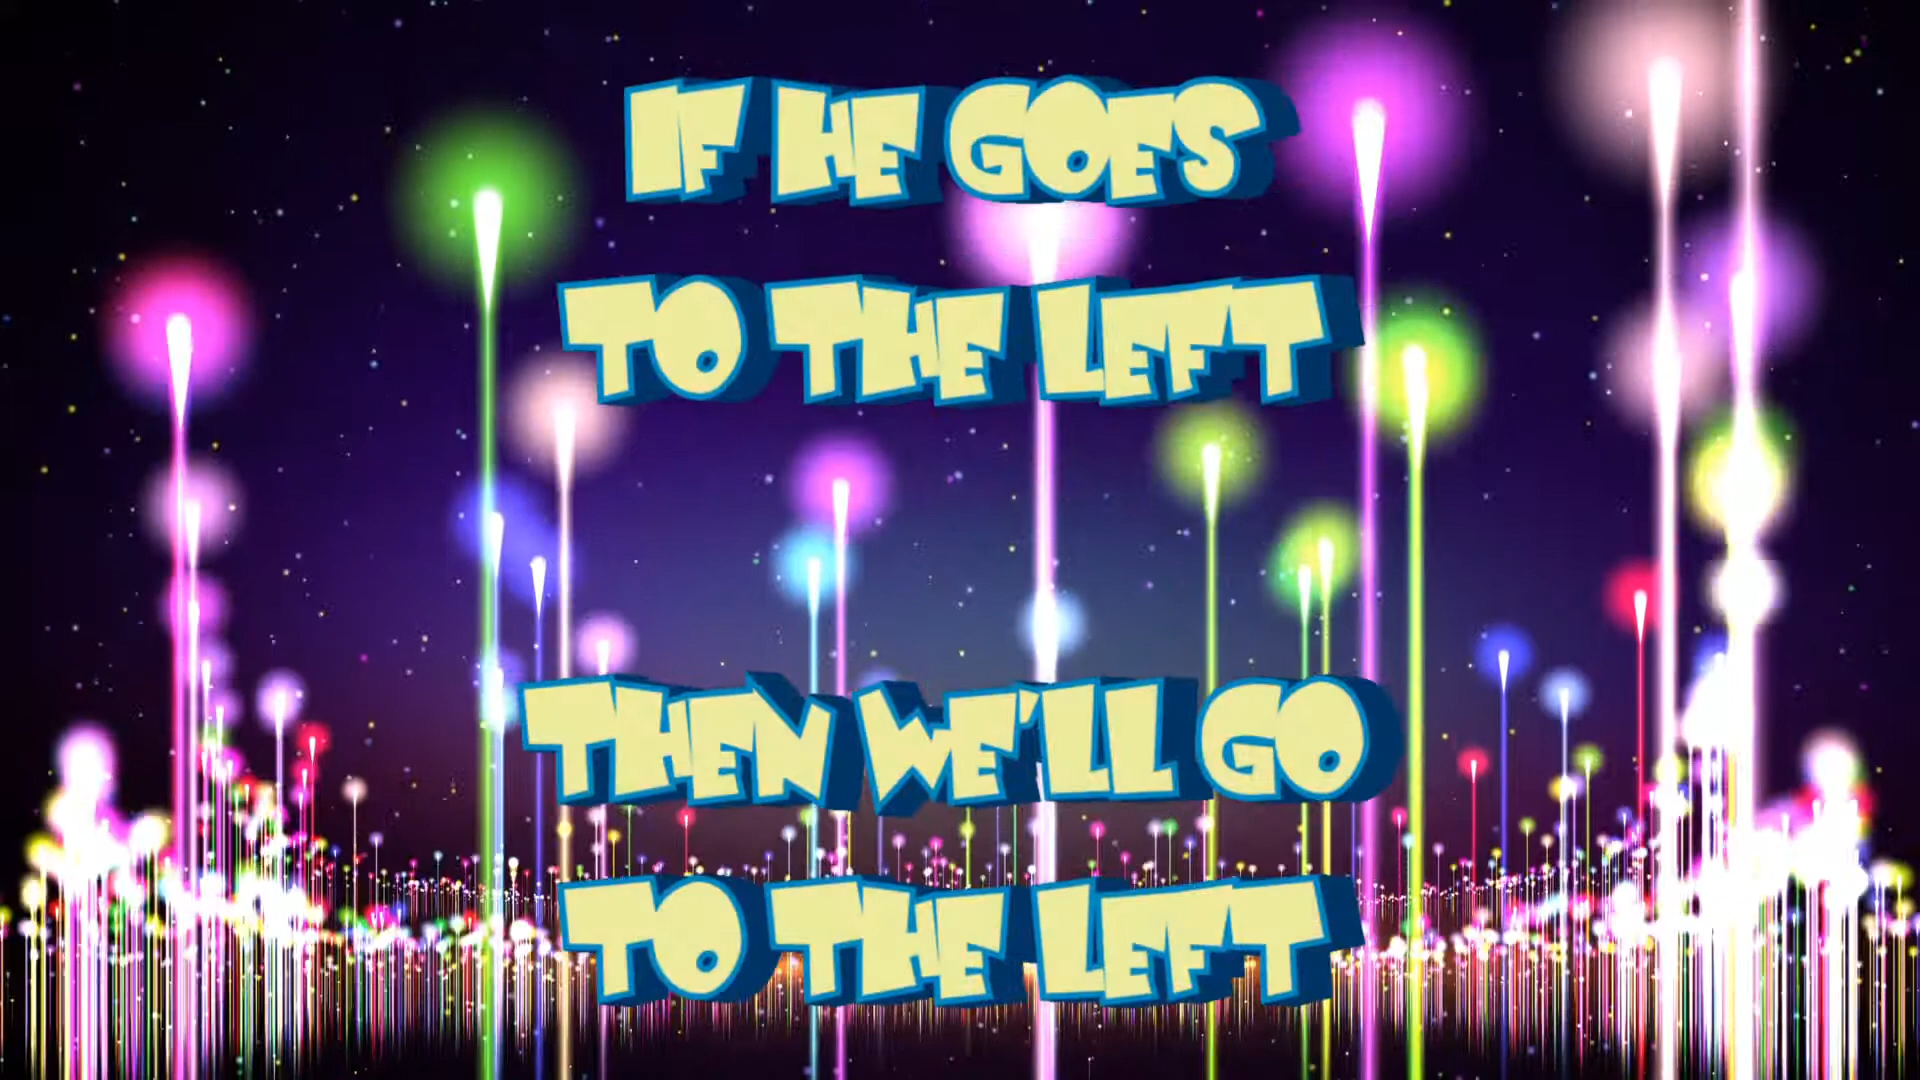 IF HE GOES
TO THE LEFT
THEN WE'LL GO
TO THE LEFT